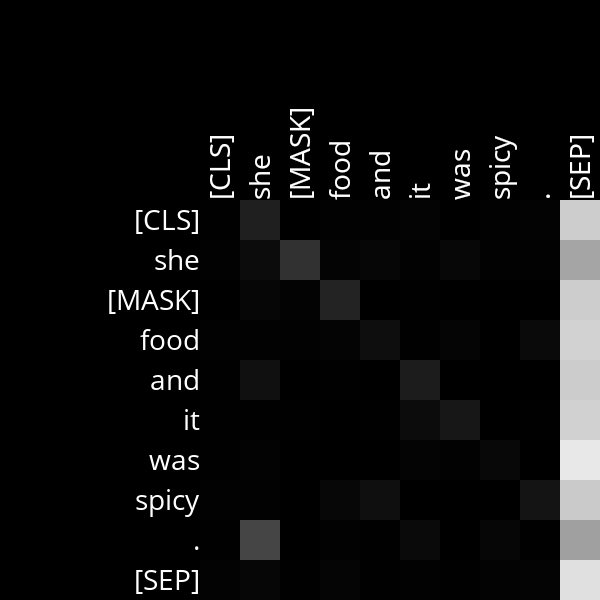 [CLS] she [MASK] food and it was spicy . [SEP]
[CLS]
she
[MASK]
food
and
it
was
spicy
.
[SEP]